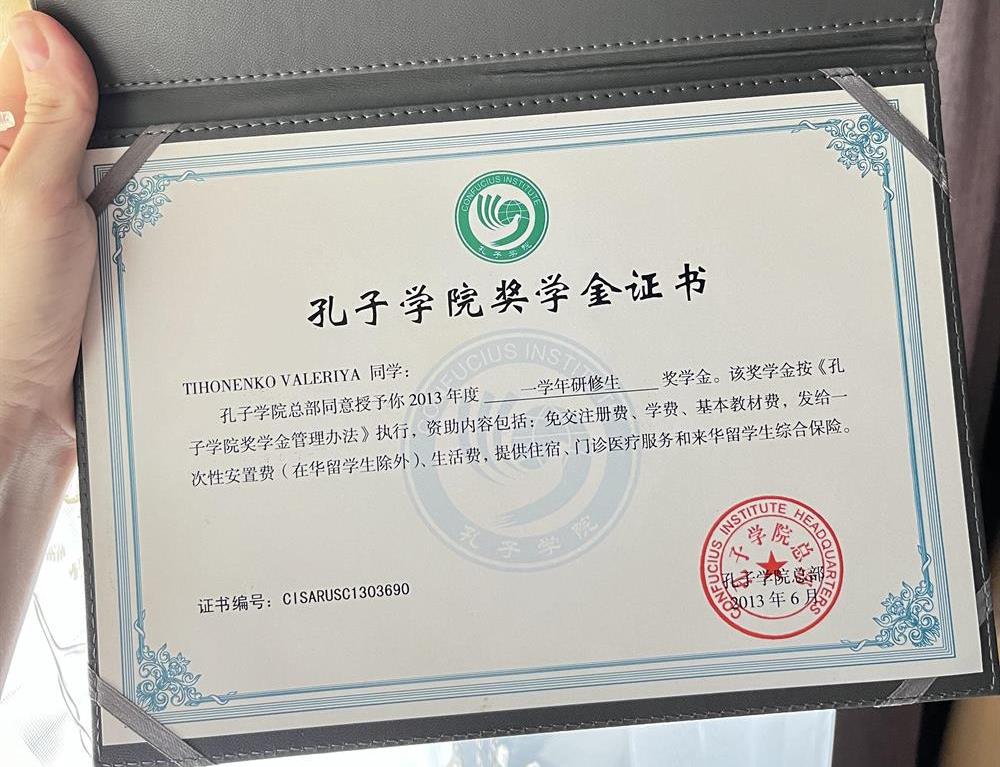 CONFUCIUS INSTITUTE
孔子学院
孔子学院奖学金证书
CONFUCIUS INSTITUTE
孔子学院
TIHONENKO VALERIYA 同学：
孔子学院总部同意授予你 2013 年度 一学年研修生 奖学金。该奖学金按《孔
子学院奖学金管理办法》执行，资助内容包括：免交注册费、学费、基本教材费，发给一
次性安置费（在华留学生除外）、生活费，提供住宿、门诊医疗服务和来华留学生综合保险。
证书编号：CISARUSC1303690
CONFUCIUS INSTITUTE HEADQUARTERS
孔子学院总部
孔子学院总部
2013 年 6 月